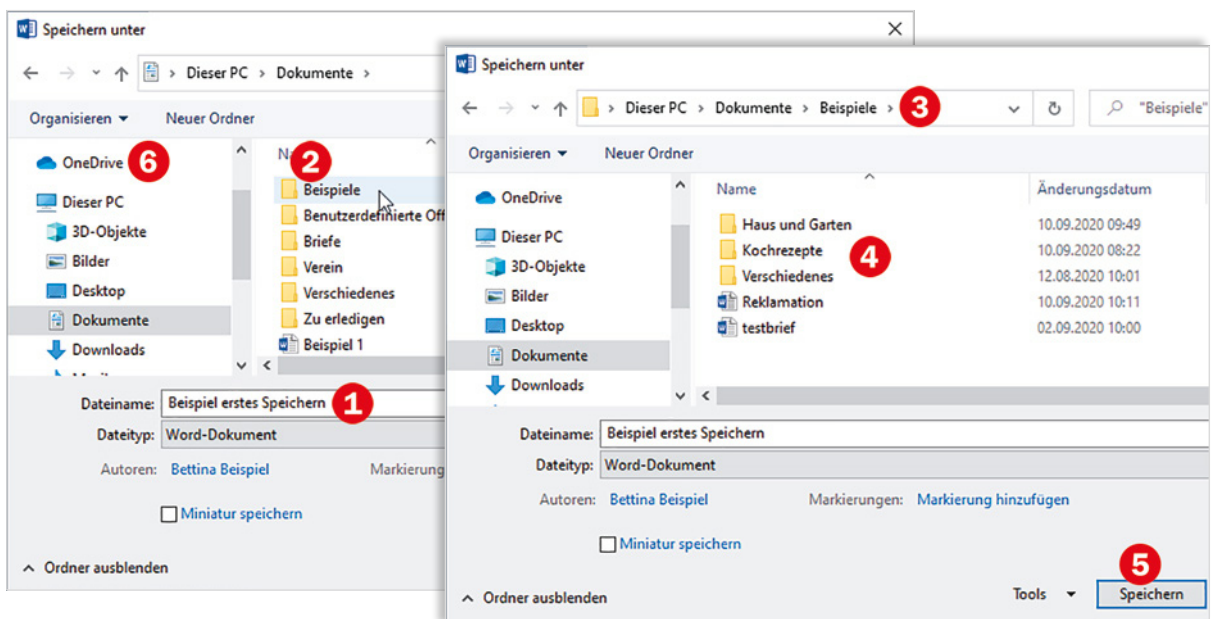 Speichern unter
Dieser PC > Dokumente >
Organisieren Neuer Ordner
OneDrive 6
Dieser PC
3D-Objekte
Bilder
Desktop
Dokumente
Downloads
2
Beispiele
Benutzerdefinierte Off
Briefe
Verein
Verschiedenes
Zu erledigen
Beispiel 1
Dateiname: Beispiel erstes Speichern 1
Dateityp: Word-Dokument
Autoren: Bettina Beispiel Markierung
Miniatur speichern
Ordner ausblenden
Speichern unter
Dieser PC > Dokumente > Beispiele > 3 "Beispiele"
Organisieren Neuer Ordner
OneDrive
Dieser PC
3D-Objekte
Bilder
Desktop
Dokumente
Downloads
Name Änderungsdatum
Haus und Garten 10.09.2020 09:49
Kochrezepte 10.09.2020 08:22
4
Verschiedenes 12.08.2020 10:01
Reklamation 10.09.2020 10:11
testbrief 02.09.2020 10:00
Dateiname: Beispiel erstes Speichern
Dateityp: Word-Dokument
Autoren: Bettina Beispiel Markierungen: Markierung hinzufügen
Miniatur speichern
5
Ordner ausblenden Tools Speichern